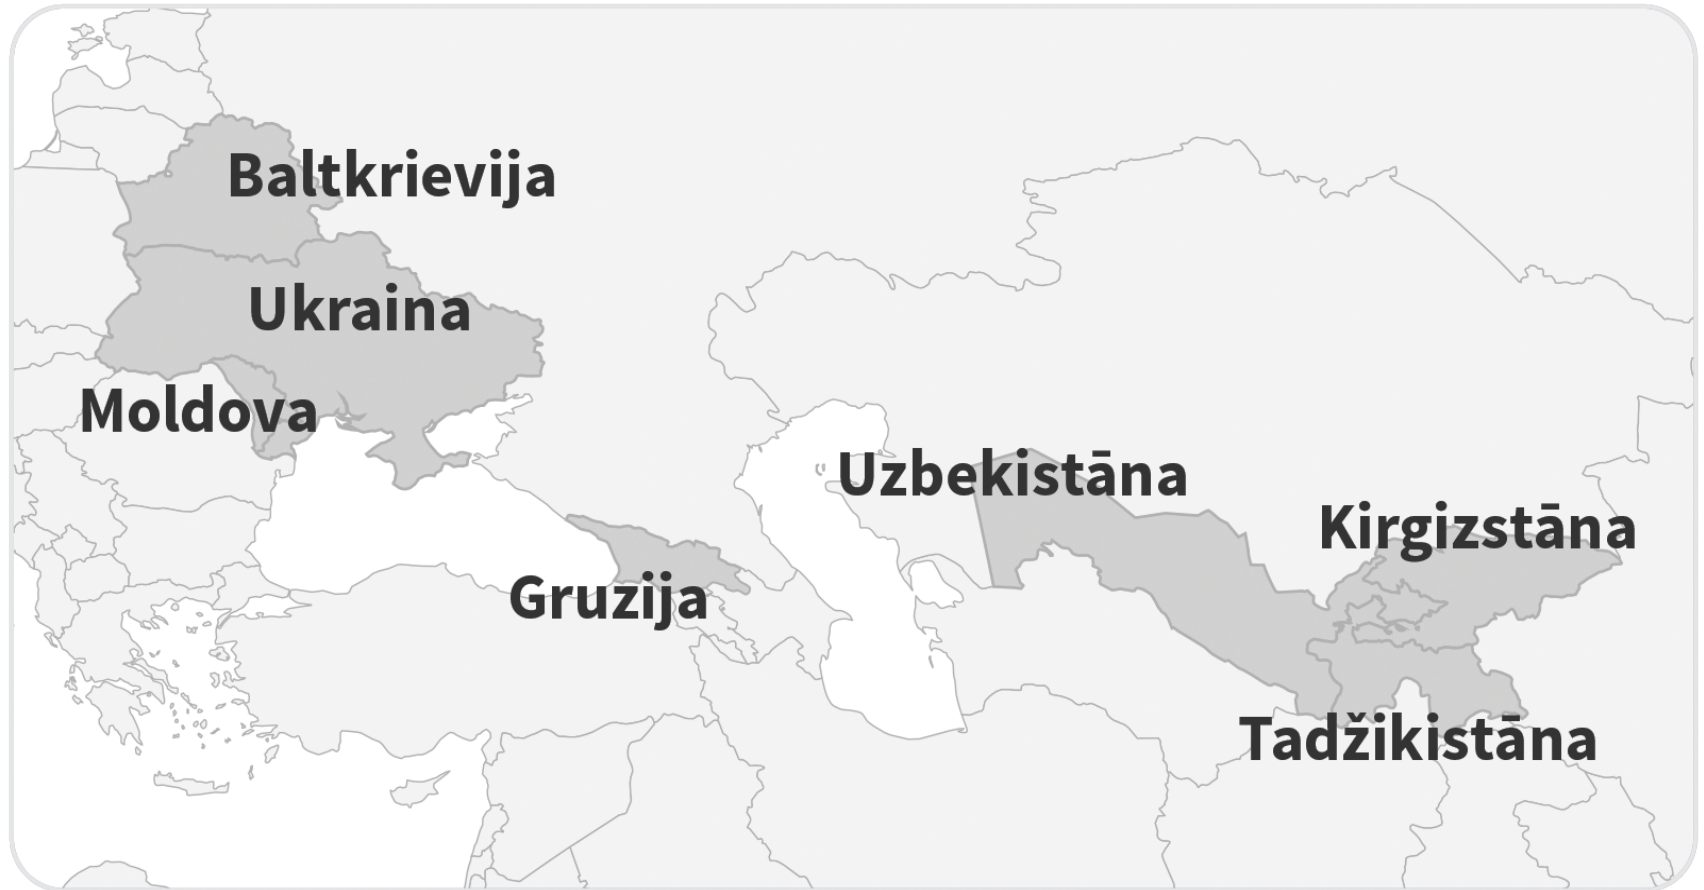 Baltkrievija
Ukraina
Moldova
Uzbekistāna
Kirgizstāna
Gruzija
Tadžikistāna